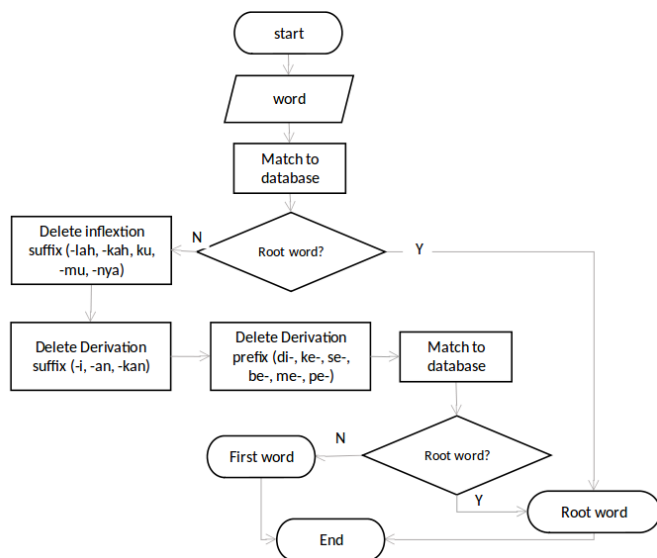 start
word
Match to
database
Root word?
N
Y
Delete inflextion
suffix (-lah, -kah, ku,
-mu, -nya)
Delete Derivation
suffix (-i, -an, -kan)
Delete Derivation
prefix (di-, ke-, se-,
be-, me-, pe-)
Match to
database
Root word?
N
Y
First word
Root word
End